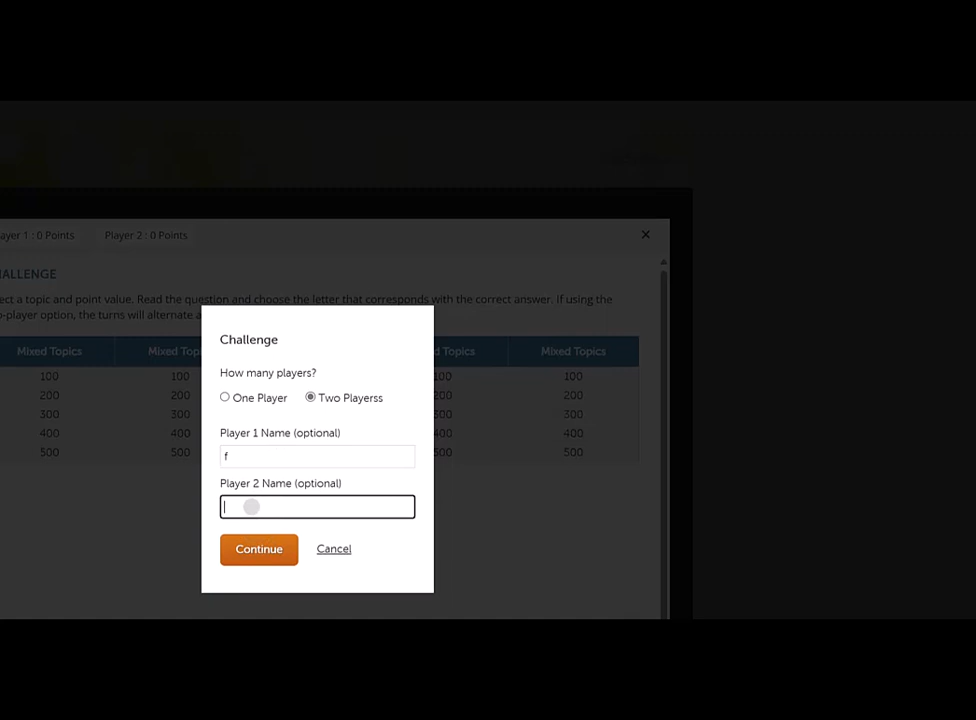 ayer 1 : 0 Points Player 2 : 0 Points
HALLENGE
ect a topic and point value. Read the question and choose the letter that corresponds with the correct answer. If using the
o-player option, the turns will alternate a
Mixed Topics Mixed Topi d Topics Mixed Topics
100 100 100 100
200 200 200 200
300 300 300 300
400 400 400 400
500 500 500 500
Challenge
How many players?
One Player Two Playerss
Player 1 Name (optional)
f
Player 2 Name (optional)
Continue Cancel